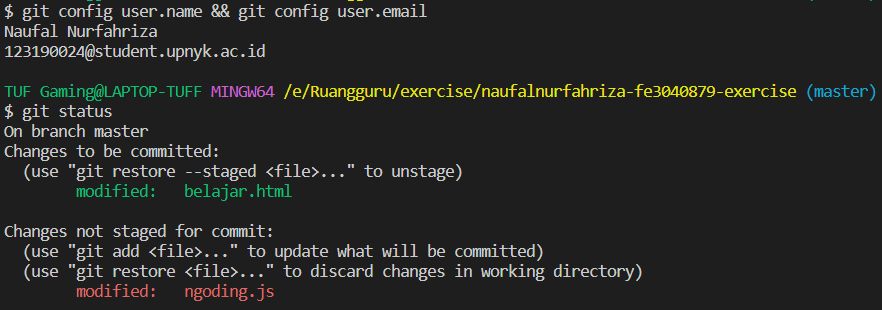 $ git config user.name && git config user.email
Naufal Nurfahriza
123190024@student.upnyk.ac.id
TUF Gaming@LAPTOP-TUFF MINGW64 /e/Ruangguru/exercise/naufalnurfahriza-fe3040879-exercise (master)
$ git status
On branch master
Changes to be committed:
  (use "git restore --staged <file>..." to unstage)
        modified:   belajar.html
Changes not staged for commit:
  (use "git add <file>..." to update what will be committed)
  (use "git restore <file>..." to discard changes in working directory)
        modified:   ngoding.js